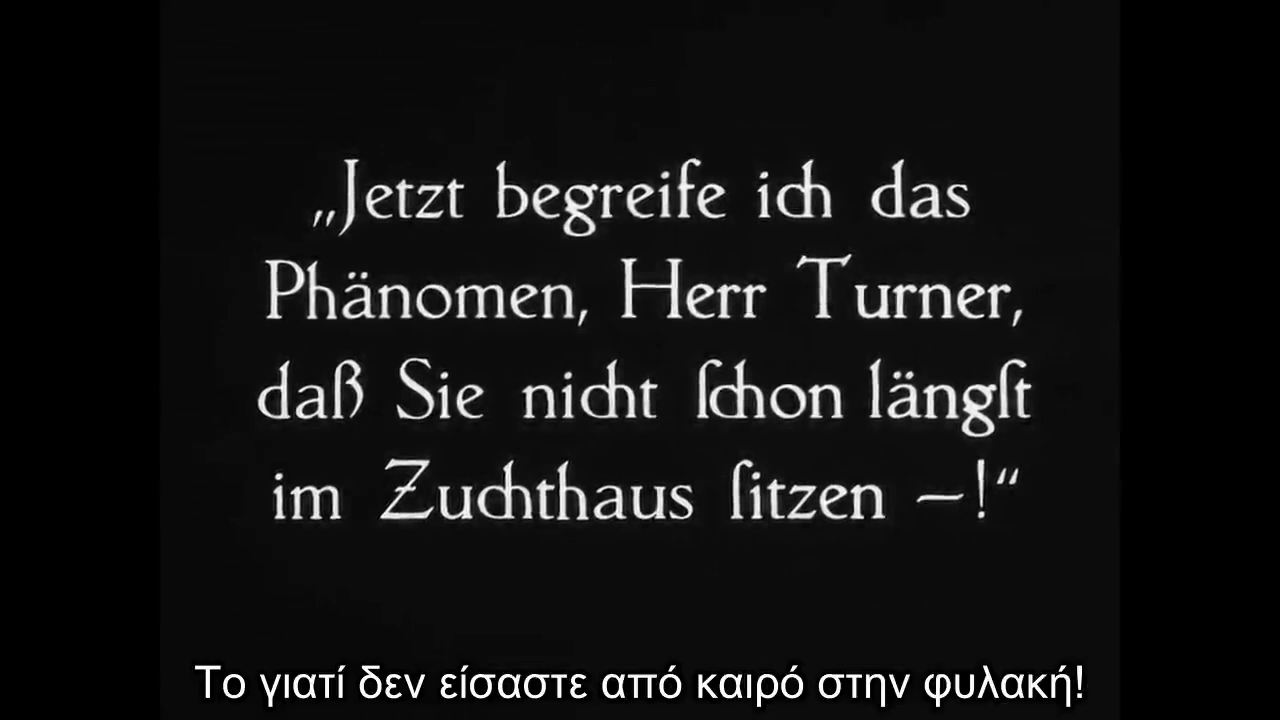 „Jetzt begreife ich das
Phänomen, Herr Turner,
daß Sie nicht ſchon längſt
im Zuchthaus ſitzen –!“
Το γιατί δεν είσαστε από καιρό στην φυλακή!